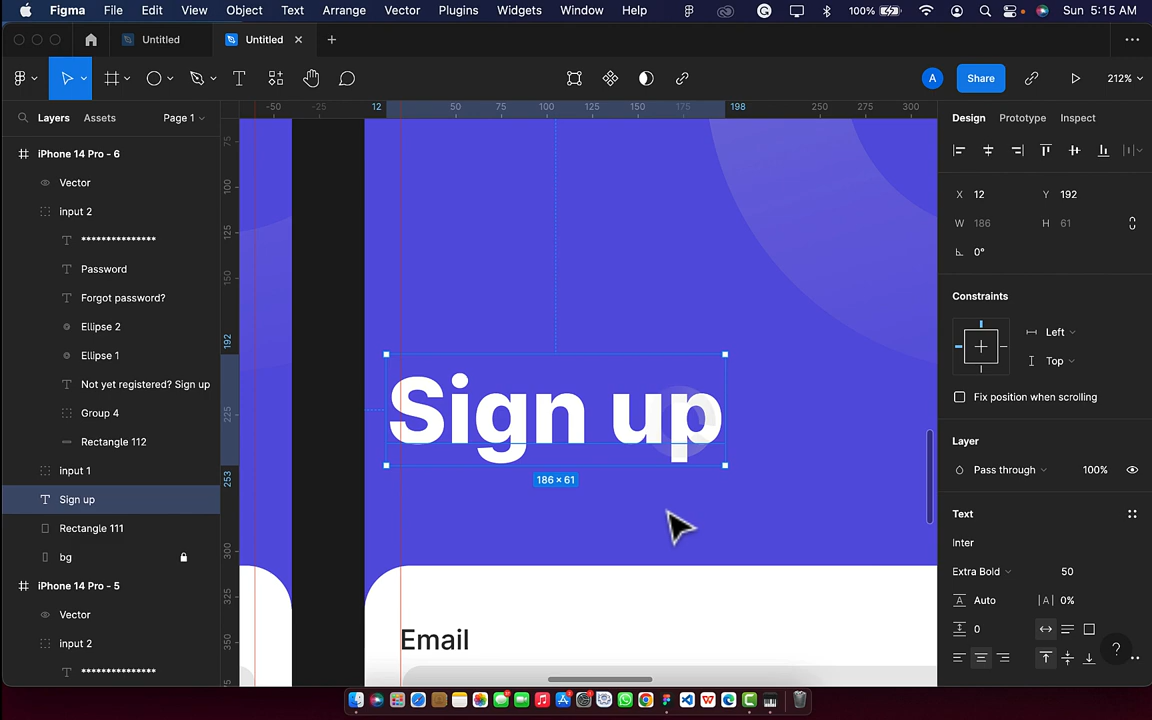 Figma File Edit View Object Text Arrange Vector Plugins Widgets Window Help 100% Sun 5:15 AM
Untitled Untitled
A Share 212%
Layers Assets Page 1
-50 -25 12 50 75 100 125 150 175 198 250 275 300
Design Prototype Inspect
iPhone 14 Pro - 6
Vector
input 2
***************
Password
Forgot password?
Ellipse 2
Ellipse 1
Not yet registered? Sign up
Group 4
Rectangle 112
input 1
Sign up
Rectangle 111
bg
iPhone 14 Pro - 5
Vector
input 2
***************
75
100
125
150
192
225
253
300
325
350
Sign up
186 × 61
Email
X 12 Y 192
W 186 H 61
0°
Constraints
Left
Top
Fix position when scrolling
Layer
Pass through 100%
Text
Inter
Extra Bold 50
Auto 0%
0
?